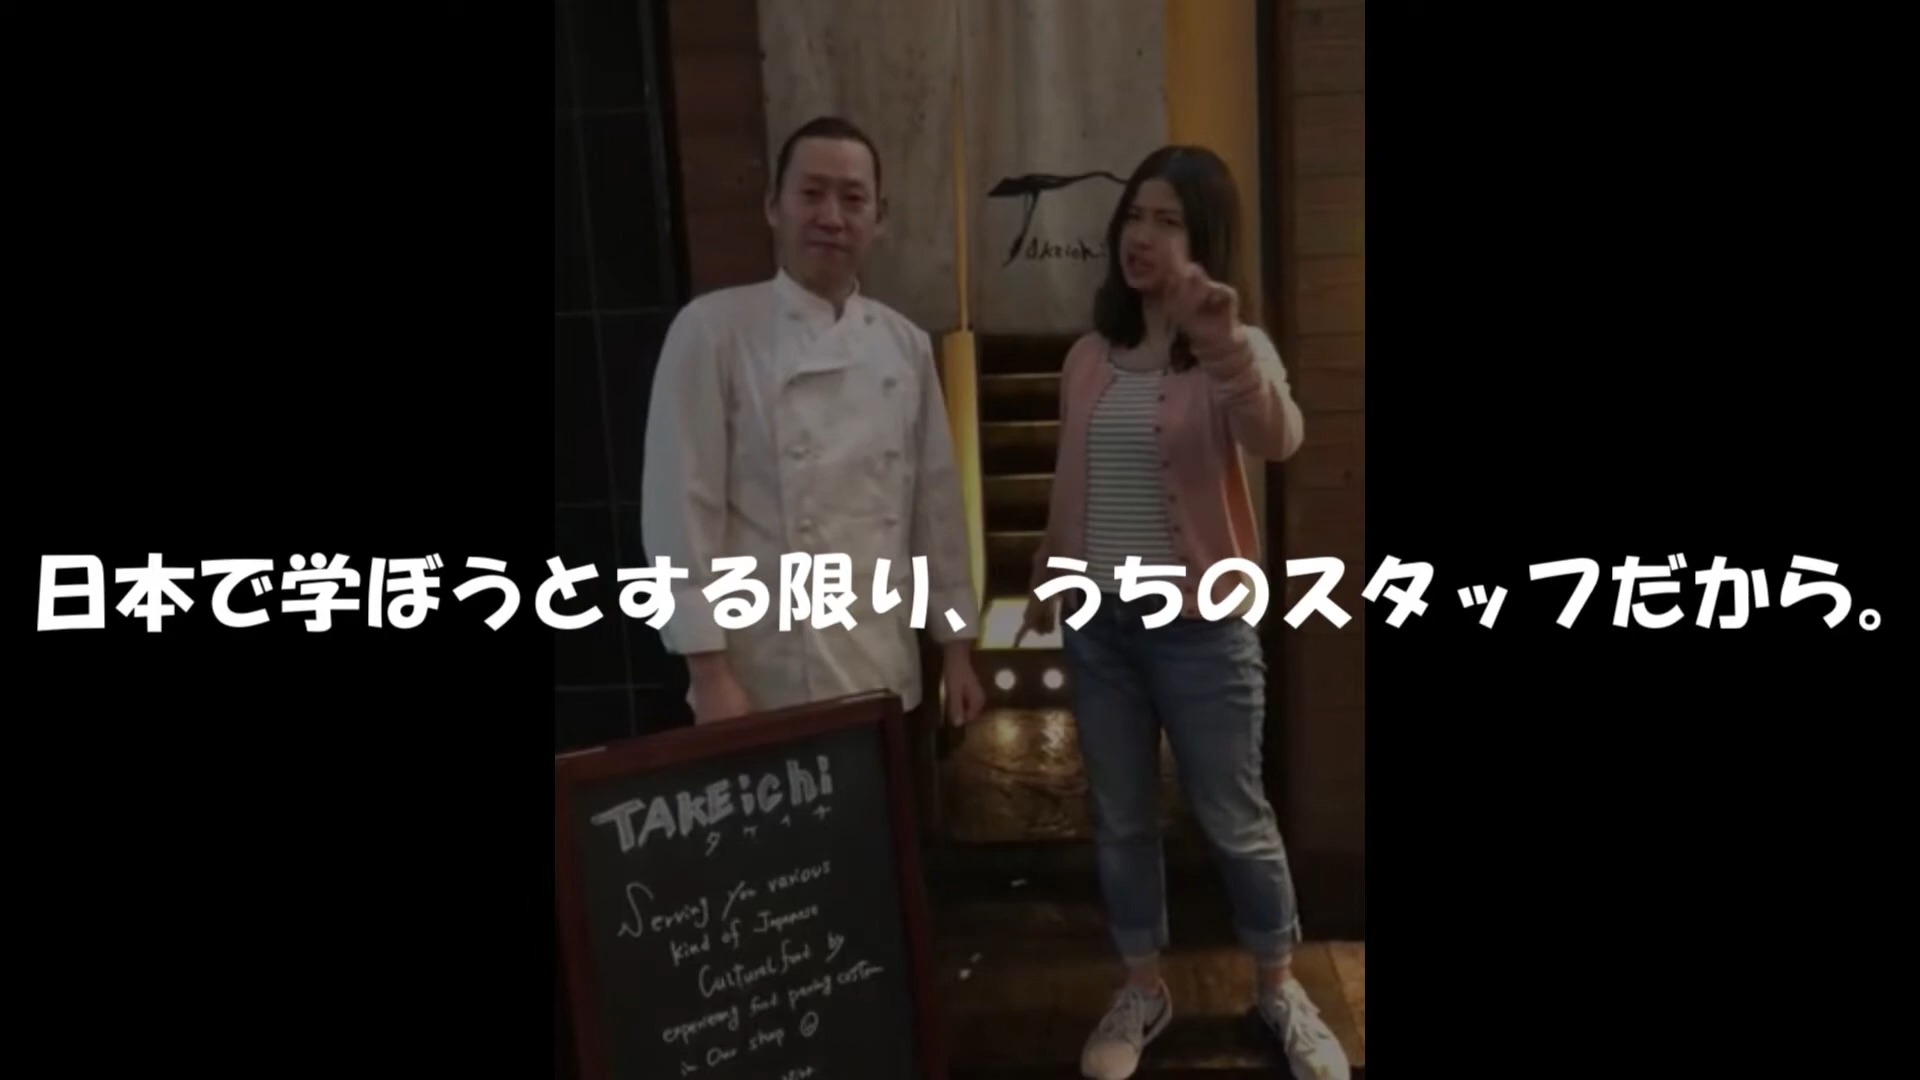 Takeichi
日本で学ぼうとする限り、うちのスタッフだから。
TAKEichi
タケイチ
Serving You various
kind of Japanese
Cultural food by
experiencing food pairing custom
in Our shop